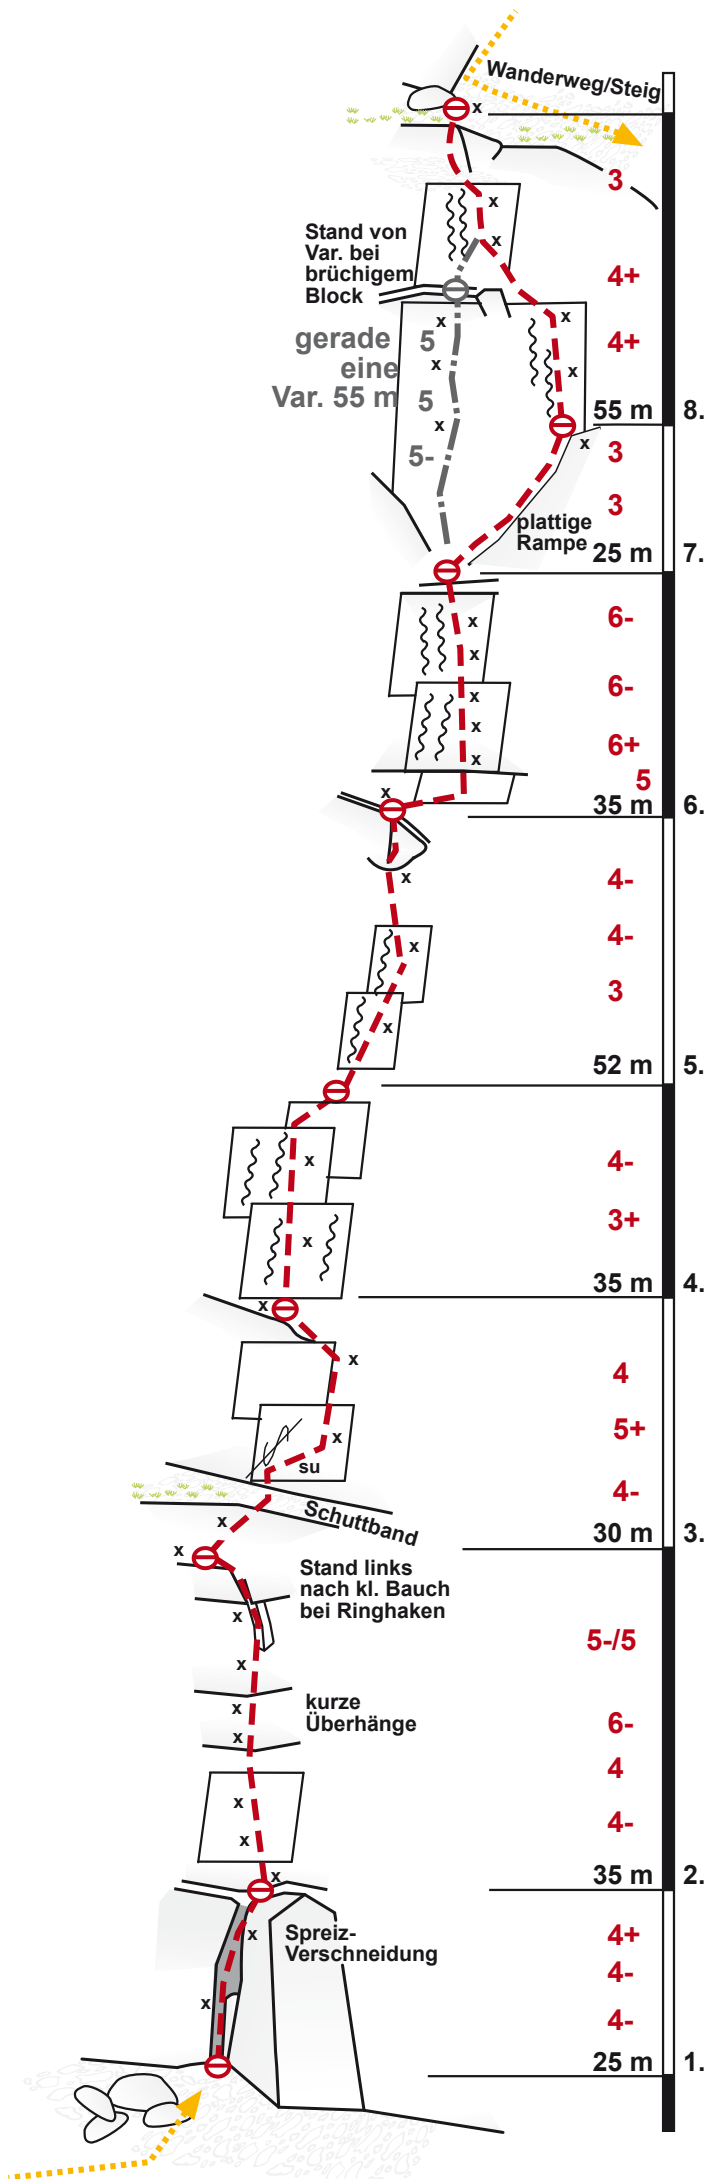 Wanderweg/Steig
x
3
x
Stand von
Var. bei
brüchigem
Block
x
4+
x
x
gerade
eine
Var. 55 m
5
4+
x
x
5
55 m
8.
x
x
5-
3
3
plattige
Rampe
25 m
7.
x
6-
x
6-
x
x
6+
x
5
x
35 m
6.
x
4-
4-
x
3
x
52 m
5.
x
4-
3+
x
35 m
4.
x
x
4
5+
x
su
4-
Schuttband
x
30 m
3.
x
Stand links
nach kl. Bauch
bei Ringhaken
x
5-/5
x
kurze
Überhänge
x
6-
x
4
x
4-
x
35 m
2.
x
Spreiz-
Verschneidung
x
4+
4-
x
4-
25 m
1.